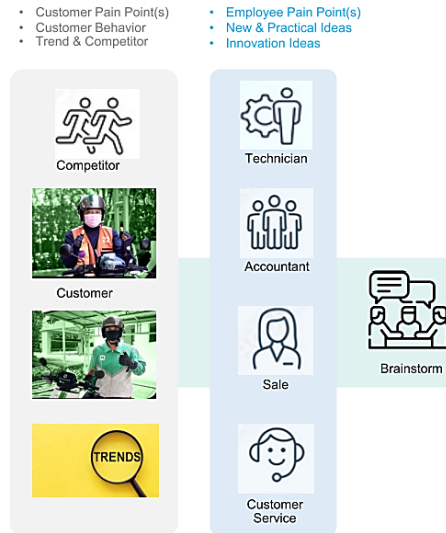 • Customer Pain Point(s)
• Customer Behavior
• Trend & Competitor
• Employee Pain Point(s)
• New & Practical Ideas
• Innovation Ideas
Competitor
Customer
TRENDS
Technician
Accountant
Sale
Customer
Service
Brainstorm